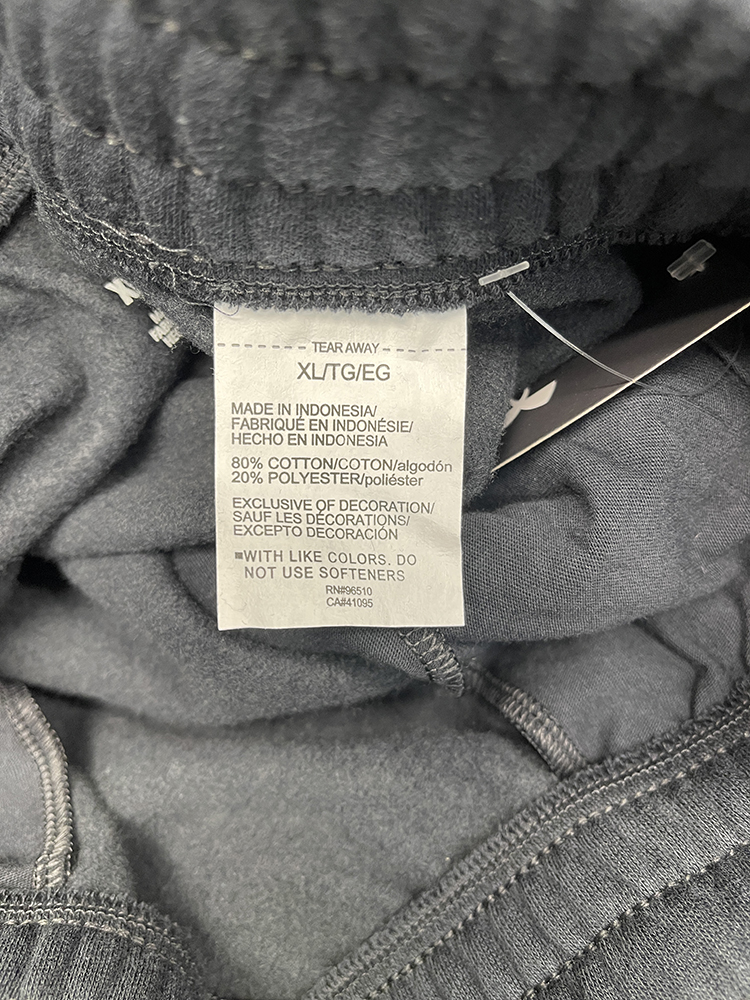 TEAR AWAY
XL/TG/EG
MADE IN INDONESIA/
FABRIQUÉ EN INDONÉSIE/
HECHO EN INDONESIA
80% COTTON/COTON/algodón
20% POLYESTER/poliéster
EXCLUSIVE OF DECORATION/
SAUF LES DÉCORATIONS/
EXCEPTO DECORACIÓN
WITH LIKE COLORS. DO
NOT USE SOFTENERS
RN#96510
CA#41095